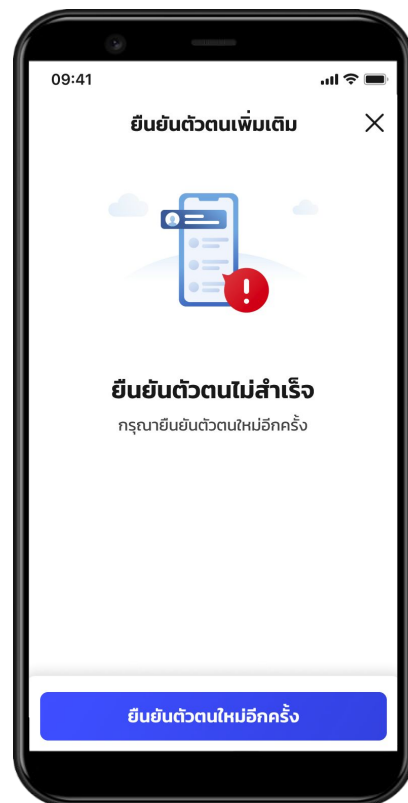 09:41
ยืนยันตัวตนเพิ่มเติม
ยืนยันตัวตนไม่สำเร็จ
กรุณายืนยันตัวตนใหม่อีกครั้ง
ยืนยันตัวตนใหม่อีกครั้ง